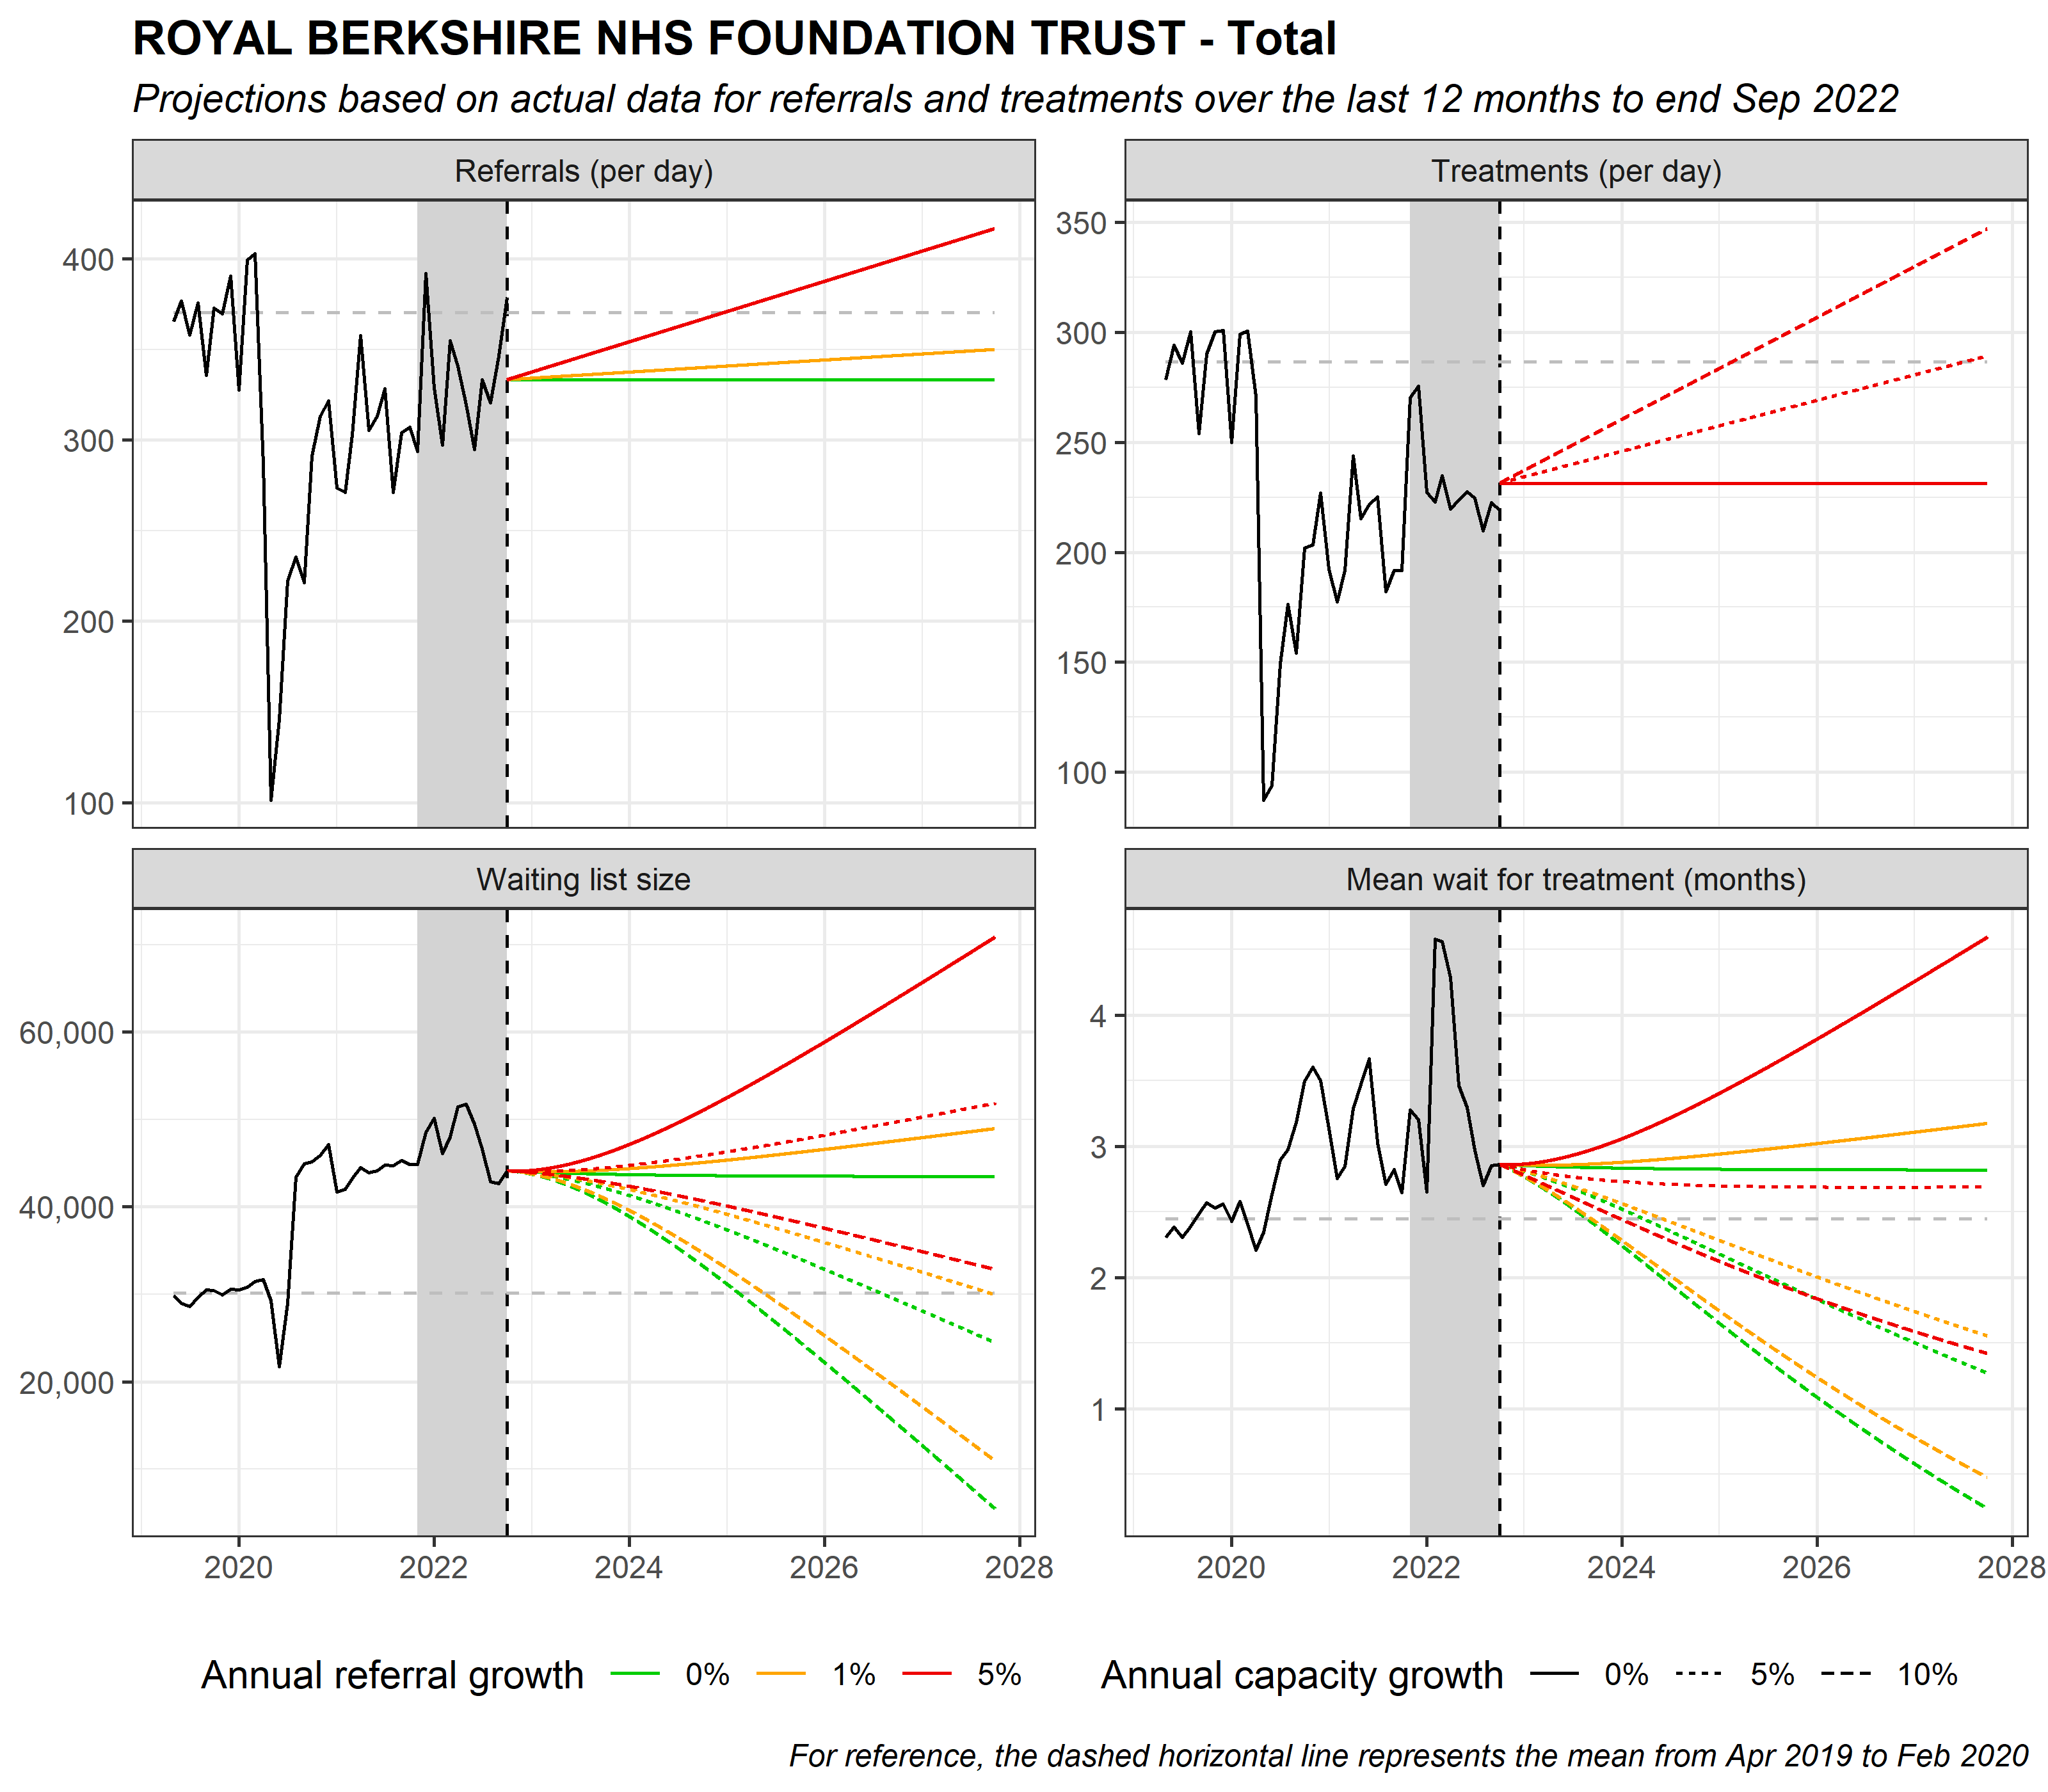 ROYAL BERKSHIRE NHS FOUNDATION TRUST - Total
Projections based on actual data for referrals and treatments over the last 12 months to end Sep 2022
Referrals (per day)
400
300
200
100
Treatments (per day)
350
300
250
200
150
100
Waiting list size
60,000
40,000
20,000
2020 2022 2024 2026 2028
Mean wait for treatment (months)
4
3
2
1
2020 2022 2024 2026 2028
Annual referral growth 0% 1% 5%
Annual capacity growth 0% 5% 10%
For reference, the dashed horizontal line represents the mean from Apr 2019 to Feb 2020